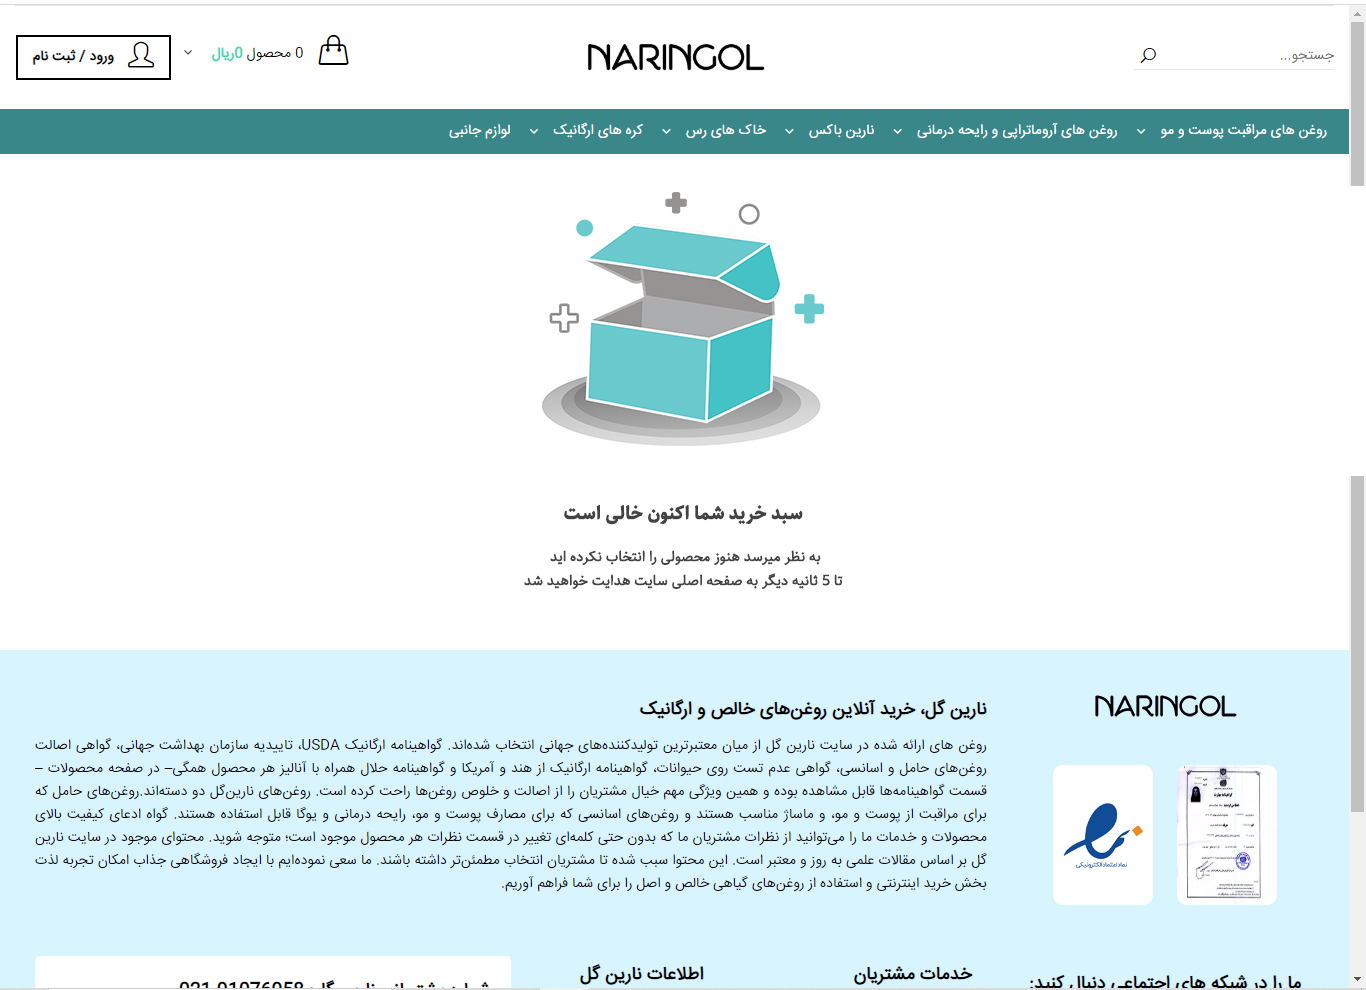 جستجو...
NARINGOL
0 محصول 0ریال
ورود / ثبت نام
روغن های مراقبت پوست و مو
روغن های آروماتراپی و رایحه درمانی
نارین باکس
خاک های رس
کره های ارگانیک
لوازم جانبی
سبد خرید شما اکنون خالی است
به نظر میرسد هنوز محصولی را انتخاب نکرده اید
تا 5 ثانیه دیگر به صفحه اصلی سایت هدایت خواهید شد
NARINGOL
نماد اعتماد الکترونیکی
نارین گل، خرید آنلاین روغن‌های خالص و ارگانیک
روغن های ارائه شده در سایت نارین گل از میان معتبرترین تولیدکننده‌های جهانی انتخاب شده‌اند. گواهینامه ارگانیک USDA، تاییدیه سازمان بهداشت جهانی، گواهی اصالت
روغن‌های حامل و اسانسی، گواهی عدم تست روی حیوانات، گواهینامه ارگانیک از هند و آمریکا و گواهینامه حلال همراه با آنالیز هر محصول همگی– در صفحه محصولات –
قسمت گواهینامه‌ها قابل مشاهده بوده و همین ویژگی مهم خیال مشتریان را از اصالت و خلوص روغن‌ها راحت کرده است. روغن‌های نارین‌گل دو دسته‌اند.روغن‌های حامل که
برای مراقبت از پوست و مو، و ماساژ مناسب هستند و روغن‌های اسانسی که برای مصارف پوست و مو، رایحه درمانی و یوگا قابل استفاده هستند. گواه ادعای کیفیت بالای
محصولات و خدمات ما را می‌توانید از نظرات مشتریان ما که بدون حتی کلمه‌ای تغییر در قسمت نظرات هر محصول موجود است؛ متوجه شوید. محتوای موجود در سایت نارین
گل بر اساس مقالات علمی به روز و معتبر است. این محتوا سبب شده تا مشتریان انتخاب مطمئن‌تر داشته باشند. ما سعی نموده‌ایم با ایجاد فروشگاهی جذاب امکان تجربه لذت
بخش خرید اینترنتی و استفاده از روغن‌های گیاهی خالص و اصل را برای شما فراهم آوریم.
ما را در شبکه های اجتماعی دنبال کنید:
خدمات مشتریان
اطلاعات نارین گل